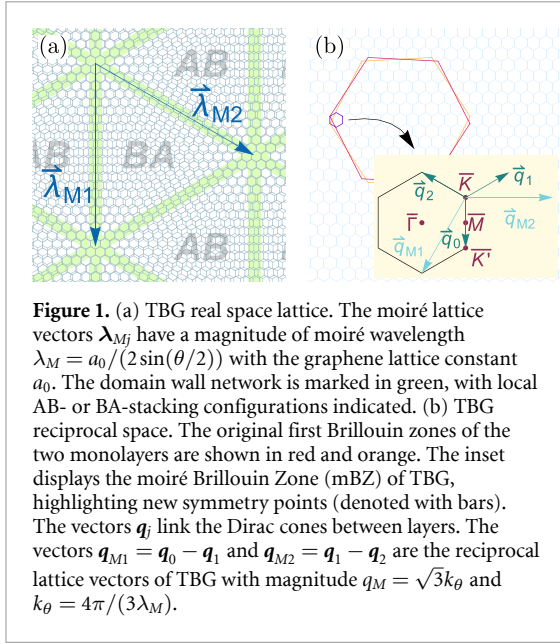 (a)
(b)
AB
λ⃗M2
AB
BA
λ⃗M1
AB
K̅
q⃗1
q⃗2
Γ̅
M̅
q⃗M2
q⃗M1
q⃗0
K̅'
Figure 1. (a) TBG real space lattice. The moiré lattice
vectors λMj have a magnitude of moiré wavelength
λM = a0/(2 sin(θ/2)) with the graphene lattice constant
a0. The domain wall network is marked in green, with local
AB- or BA-stacking configurations indicated. (b) TBG
reciprocal space. The original first Brillouin zones of the
two monolayers are shown in red and orange. The inset
displays the moiré Brillouin Zone (mBZ) of TBG,
highlighting new symmetry points (denoted with bars).
The vectors qj link the Dirac cones between layers. The
vectors qM1 = q0 − q1 and qM2 = q1 − q2 are the reciprocal
lattice vectors of TBG with magnitude qM = √3kθ and
kθ = 4π/(3λM).